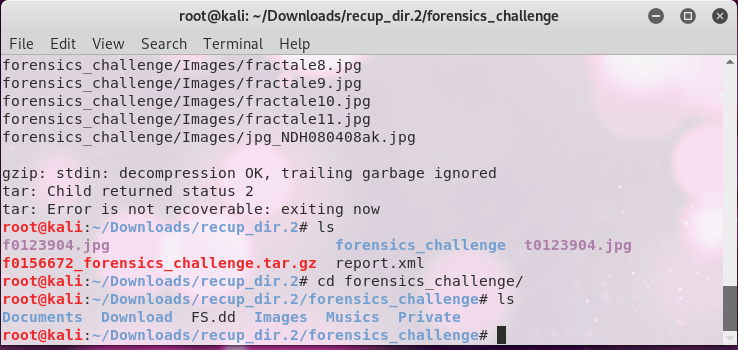 root@kali: ~/Downloads/recup_dir.2/forensics_challenge
File Edit View Search Terminal Help
forensics_challenge/Images/fractale8.jpg
forensics_challenge/Images/fractale9.jpg
forensics_challenge/Images/fractale10.jpg
forensics_challenge/Images/fractale11.jpg
forensics_challenge/Images/jpg_NDH080408ak.jpg
gzip: stdin: decompression OK, trailing garbage ignored
tar: Child returned status 2
tar: Error is not recoverable: exiting now
root@kali:~/Downloads/recup_dir.2# ls
f0123904.jpg forensics_challenge t0123904.jpg
f0156672_forensics_challenge.tar.gz report.xml
root@kali:~/Downloads/recup_dir.2# cd forensics_challenge/
root@kali:~/Downloads/recup_dir.2/forensics_challenge# ls
Documents Download FS.dd Images Musics Private
root@kali:~/Downloads/recup_dir.2/forensics_challenge#